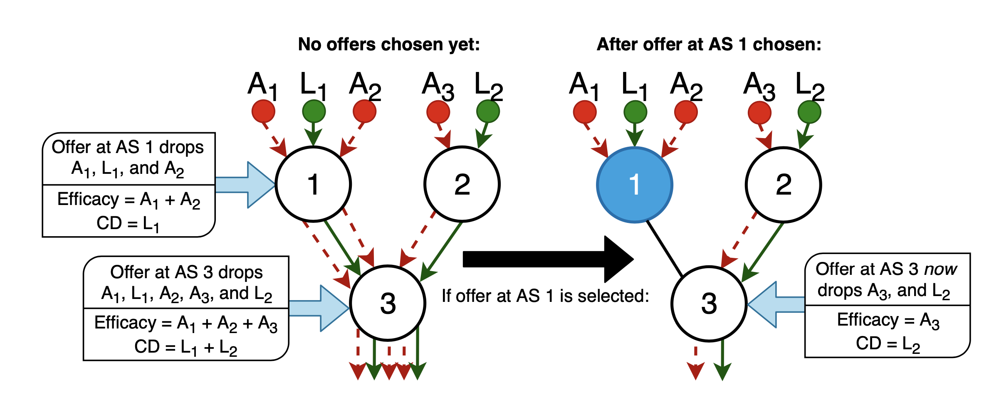 No offers chosen yet:
After offer at AS 1 chosen:
A₁ L₁ A₂ A₃ L₂
A₁ L₁ A₂ A₃ L₂
Offer at AS 1 drops
A₁, L₁, and A₂
Efficacy = A₁ + A₂
CD = L₁
1
2
1
2
Offer at AS 3 drops
A₁, L₁, A₂, A₃, and L₂
Efficacy = A₁ + A₂ + A₃
CD = L₁ + L₂
3
If offer at AS 1 is selected:
3
Offer at AS 3 now
drops A₃, and L₂
Efficacy = A₃
CD = L₂